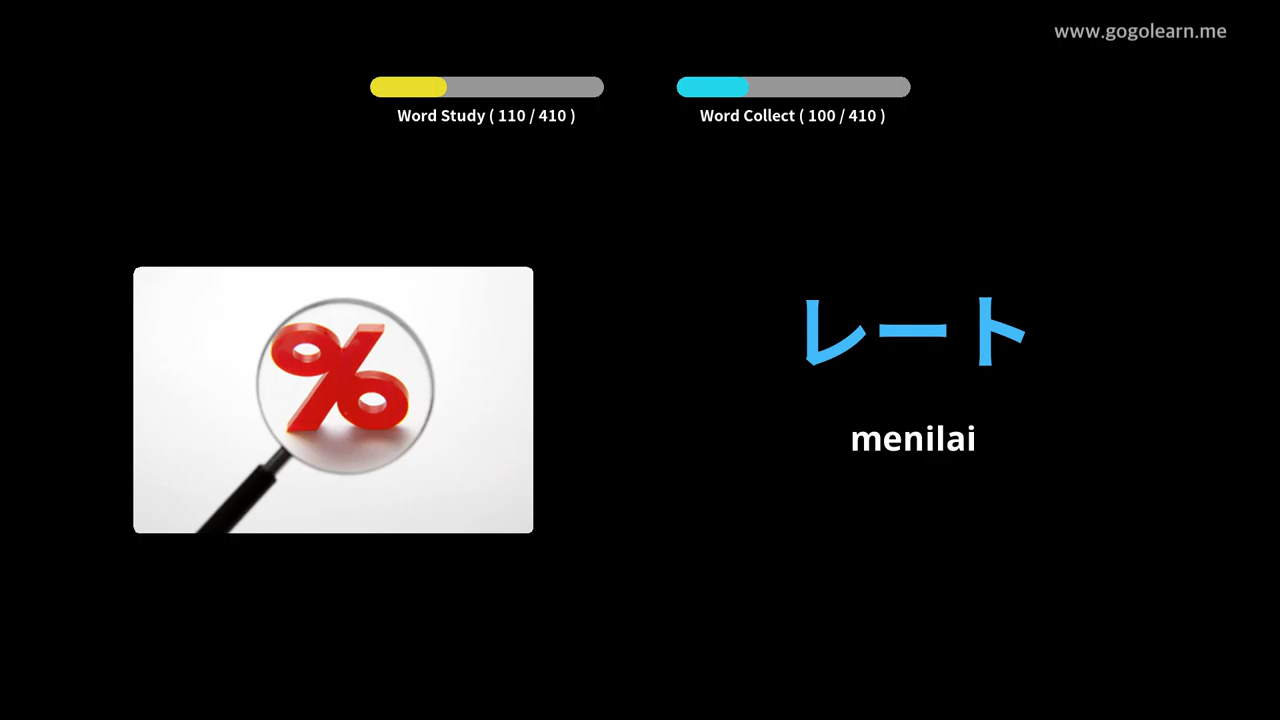 www.gogolearn.me
Word Study ( 110 / 410 )
Word Collect ( 100 / 410 )
%
レート
menilai